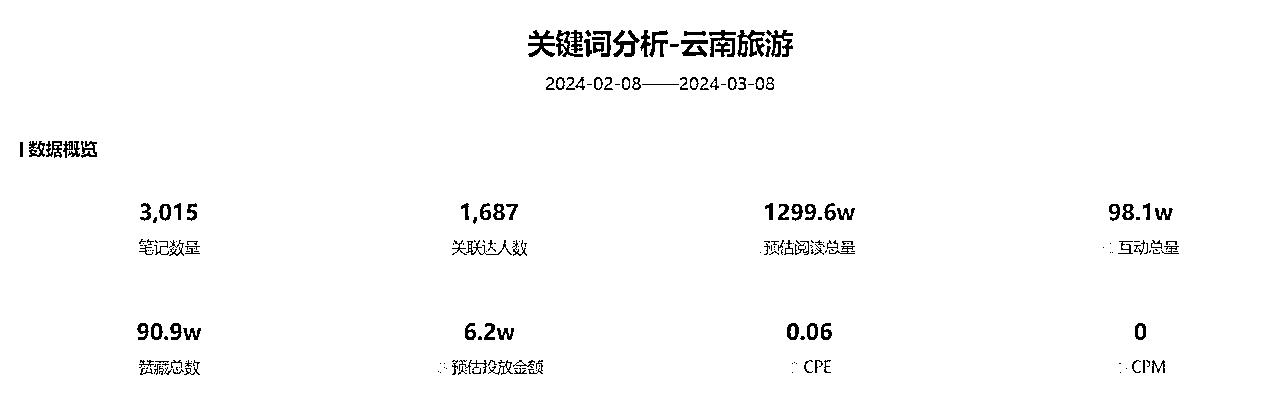 关键词分析-云南旅游
2024-02-08——2024-03-08
数据概览
3,015 1,687 1299.6w 98.1w
笔记数量 关联达人数 预估阅读总量 互动总量
90.9w 6.2w 0.06 0
赞藏总数 预估投放金额 CPE CPM